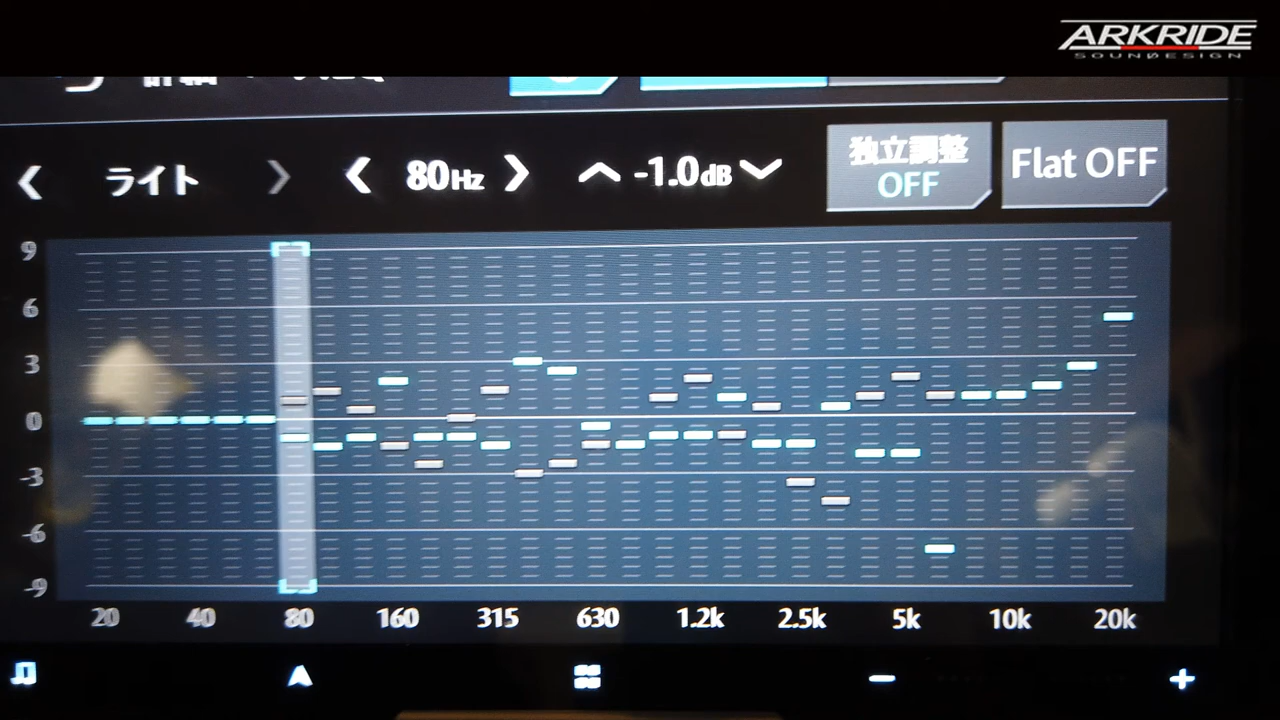 ARKRIDE
SOUNDESIGN
ライト
80Hz
-1.0dB
独立調整
OFF
Flat OFF
9
6
3
0
-3
-6
-9
20 40 80 160 315 630 1.2k 2.5k 5k 10k 20k